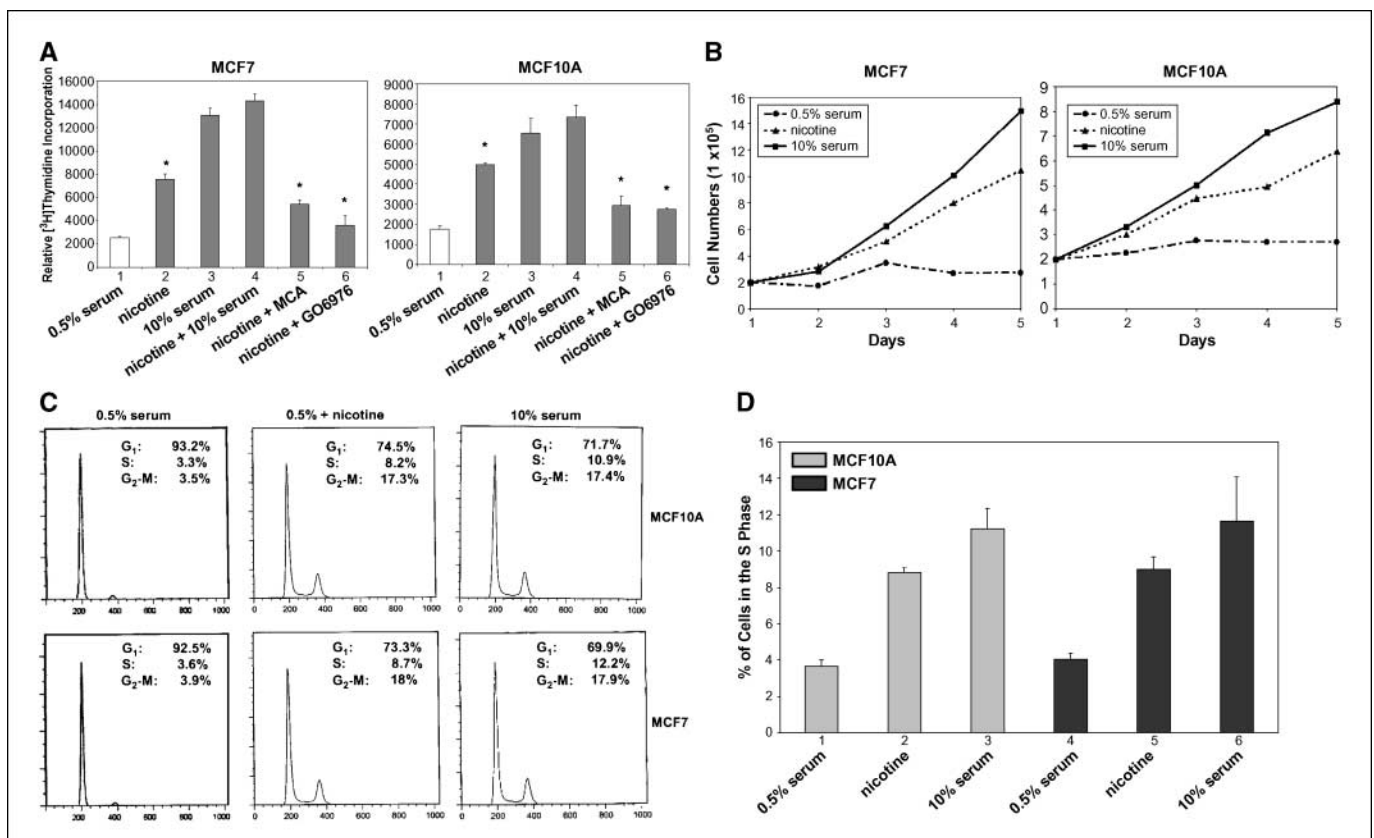 A
MCF7
MCF10A
Relative [³H]Thymidine Incorporation
16000
14000
12000
10000
8000
6000
4000
2000
0
1 2 3 4 5 6
* * *
0.5% serum
nicotine
10% serum
nicotine + 10% serum
nicotine + MCA
nicotine + GO6976
9000
8000
7000
6000
5000
4000
3000
2000
1000
0
1 2 3 4 5 6
* * *
0.5% serum
nicotine
10% serum
nicotine + 10% serum
nicotine + MCA
nicotine + GO6976
B
MCF7
MCF10A
Cell Numbers (1 x10⁵)
16
14
12
10
8
6
4
2
0
0.5% serum
nicotine
10% serum
1 2 3 4 5
Days
9
8
7
6
5
4
3
2
1
0
0.5% serum
nicotine
10% serum
1 2 3 4 5
Days
C
0.5% serum
0.5% + nicotine
10% serum
G₁: 93.2%
S: 3.3%
G₂-M: 3.5%
0 200 400 600 800 1000
G₁: 74.5%
S: 8.2%
G₂-M: 17.3%
0 200 400 600 800 1000
G₁: 71.7%
S: 10.9%
G₂-M: 17.4%
0 200 400 600 800 1000
MCF10A
G₁: 92.5%
S: 3.6%
G₂-M: 3.9%
0 200 400 600 800 1000
G₁: 73.3%
S: 8.7%
G₂-M: 18%
0 200 400 600 800 1000
G₁: 69.9%
S: 12.2%
G₂-M: 17.9%
0 200 400 600 800 1000
MCF7
D
% of Cells in the S Phase
16
14
12
10
8
6
4
2
0
MCF10A
MCF7
1 2 3 4 5 6
0.5% serum
nicotine
10% serum
0.5% serum
nicotine
10% serum